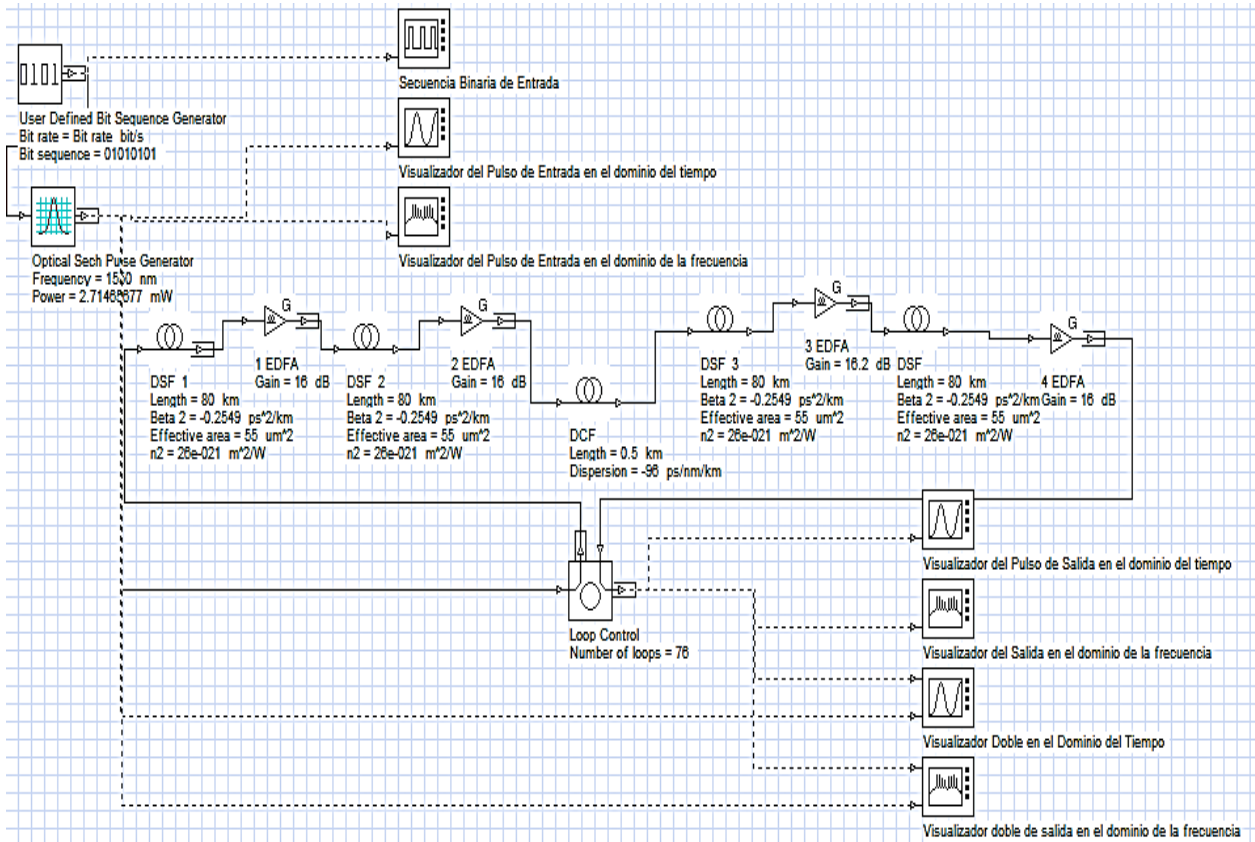 Secuencia Binaria de Entrada
0101
User Defined Bit Sequence Generator
Bit rate = Bit rate bit/s
Bit sequence = 01010101
Visualizador del Pulso de Entrada en el dominio del tiempo
Optical Sech Pulse Generator
Frequency = nm
Power = mW
Visualizador del Pulso de Entrada en el dominio de la frecuencia
G
1 EDFA
Gain = 16 dB
G
2 EDFA
Gain = 16 dB
G
3 EDFA
Gain = 16.2 dB
G
4 EDFA
Gain = 16 dB
DSF 1
Length = 80 km
Beta 2 = -0.2549 ps^2/km
Effective area = 55 um^2
n2 = 26e-021 m^2/W
DSF 2
Length = 80 km
Beta 2 = -0.2549 ps^2/km
Effective area = 55 um^2
n2 = 26e-021 m^2/W
DCF
Length = 0.5 km
Dispersion = -96 ps/nm/km
DSF 3
Length = 80 km
Beta 2 = -0.2549 ps^2/km
Effective area = 55 um^2
n2 = 26e-021 m^2/W
DSF
Length = 80 km
Beta 2 = -0.2549 ps^2/km
Effective area = 55 um^2
n2 = 26e-021 m^2/W
Visualizador del Pulso de Salida en el dominio del tiempo
Loop Control
Number of loops = 76
Visualizador del Salida en el dominio de la frecuencia
Visualizador Doble en el Dominio del Tiempo
Visualizador doble de salida en el dominio de la frecuencia